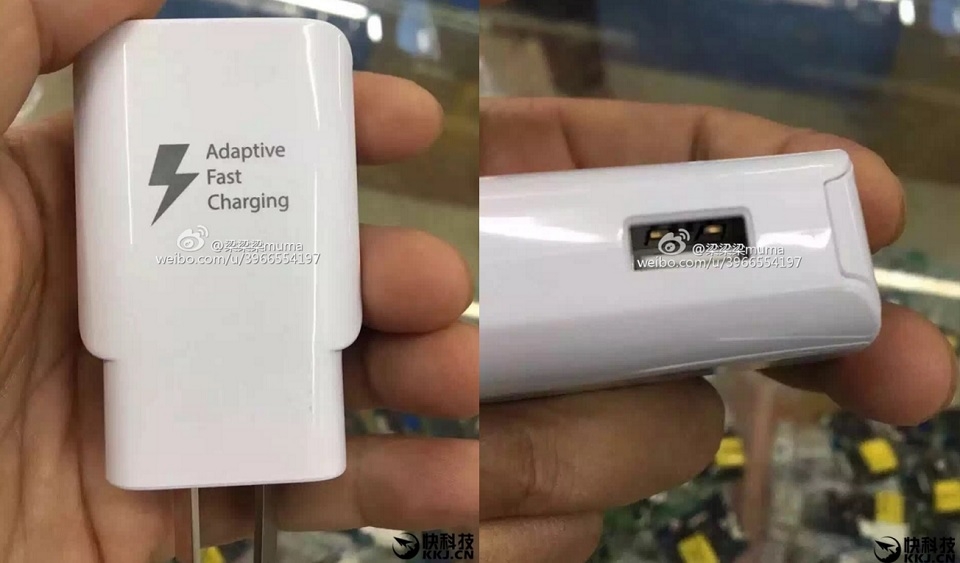 Adaptive
Fast
Charging
@梁梁梁muma
weibo.com/u/3966554197
@梁梁梁muma
weibo.com/u/3966554197
快科技
KKJ.CN
快科技
KKJ.CN